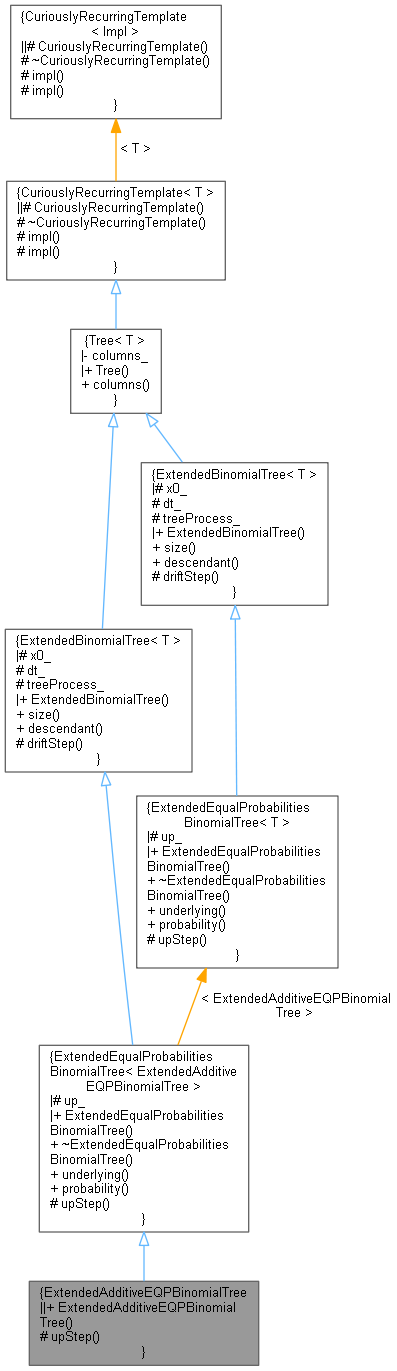 {CuriouslyRecurringTemplate
< Impl >
||# CuriouslyRecurringTemplate()
# ~CuriouslyRecurringTemplate()
# impl()
# impl()
}
< T >
{CuriouslyRecurringTemplate< T >
||# CuriouslyRecurringTemplate()
# ~CuriouslyRecurringTemplate()
# impl()
# impl()
}
{Tree< T >
|- columns_
|+ Tree()
+ columns()
}
{ExtendedBinomialTree< T >
|# x0_
# dt_
# treeProcess_
|+ ExtendedBinomialTree()
+ size()
+ descendant()
# driftStep()
}
{ExtendedBinomialTree< T >
|# x0_
# dt_
# treeProcess_
|+ ExtendedBinomialTree()
+ size()
+ descendant()
# driftStep()
}
{ExtendedEqualProbabilities
BinomialTree< T >
|# up_
|+ ExtendedEqualProbabilities
BinomialTree()
+ ~ExtendedEqualProbabilities
BinomialTree()
+ underlying()
+ probability()
# upStep()
}
< ExtendedAdditiveEQPBinomial
Tree >
{ExtendedEqualProbabilities
BinomialTree< ExtendedAdditive
EQPBinomialTree >
|# up_
|+ ExtendedEqualProbabilities
BinomialTree()
+ ~ExtendedEqualProbabilities
BinomialTree()
+ underlying()
+ probability()
# upStep()
}
{ExtendedAdditiveEQPBinomialTree
||+ ExtendedAdditiveEQPBinomial
Tree()
# upStep()
}